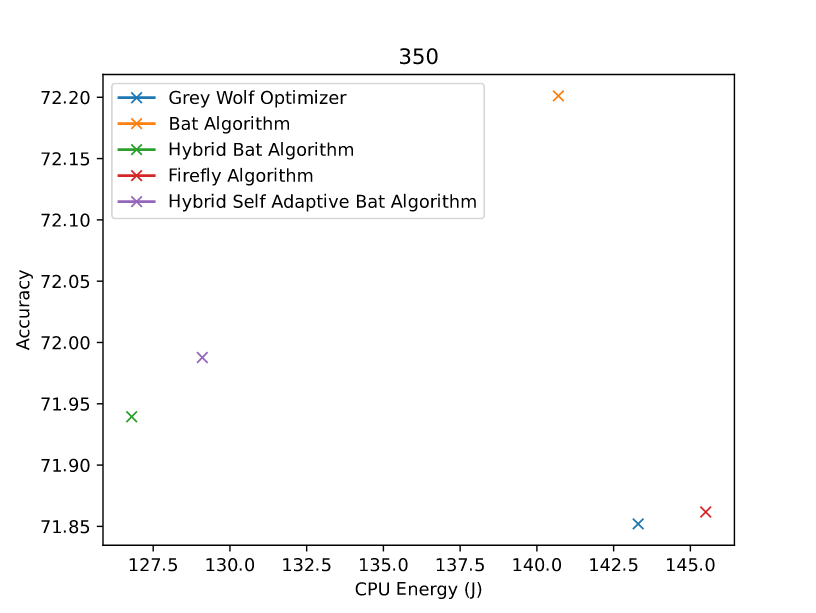 350
72.20
72.15
72.10
72.05
72.00
71.95
71.90
71.85
Accuracy
Grey Wolf Optimizer
Bat Algorithm
Hybrid Bat Algorithm
Firefly Algorithm
Hybrid Self Adaptive Bat Algorithm
127.5 130.0 132.5 135.0 137.5 140.0 142.5 145.0
CPU Energy (J)